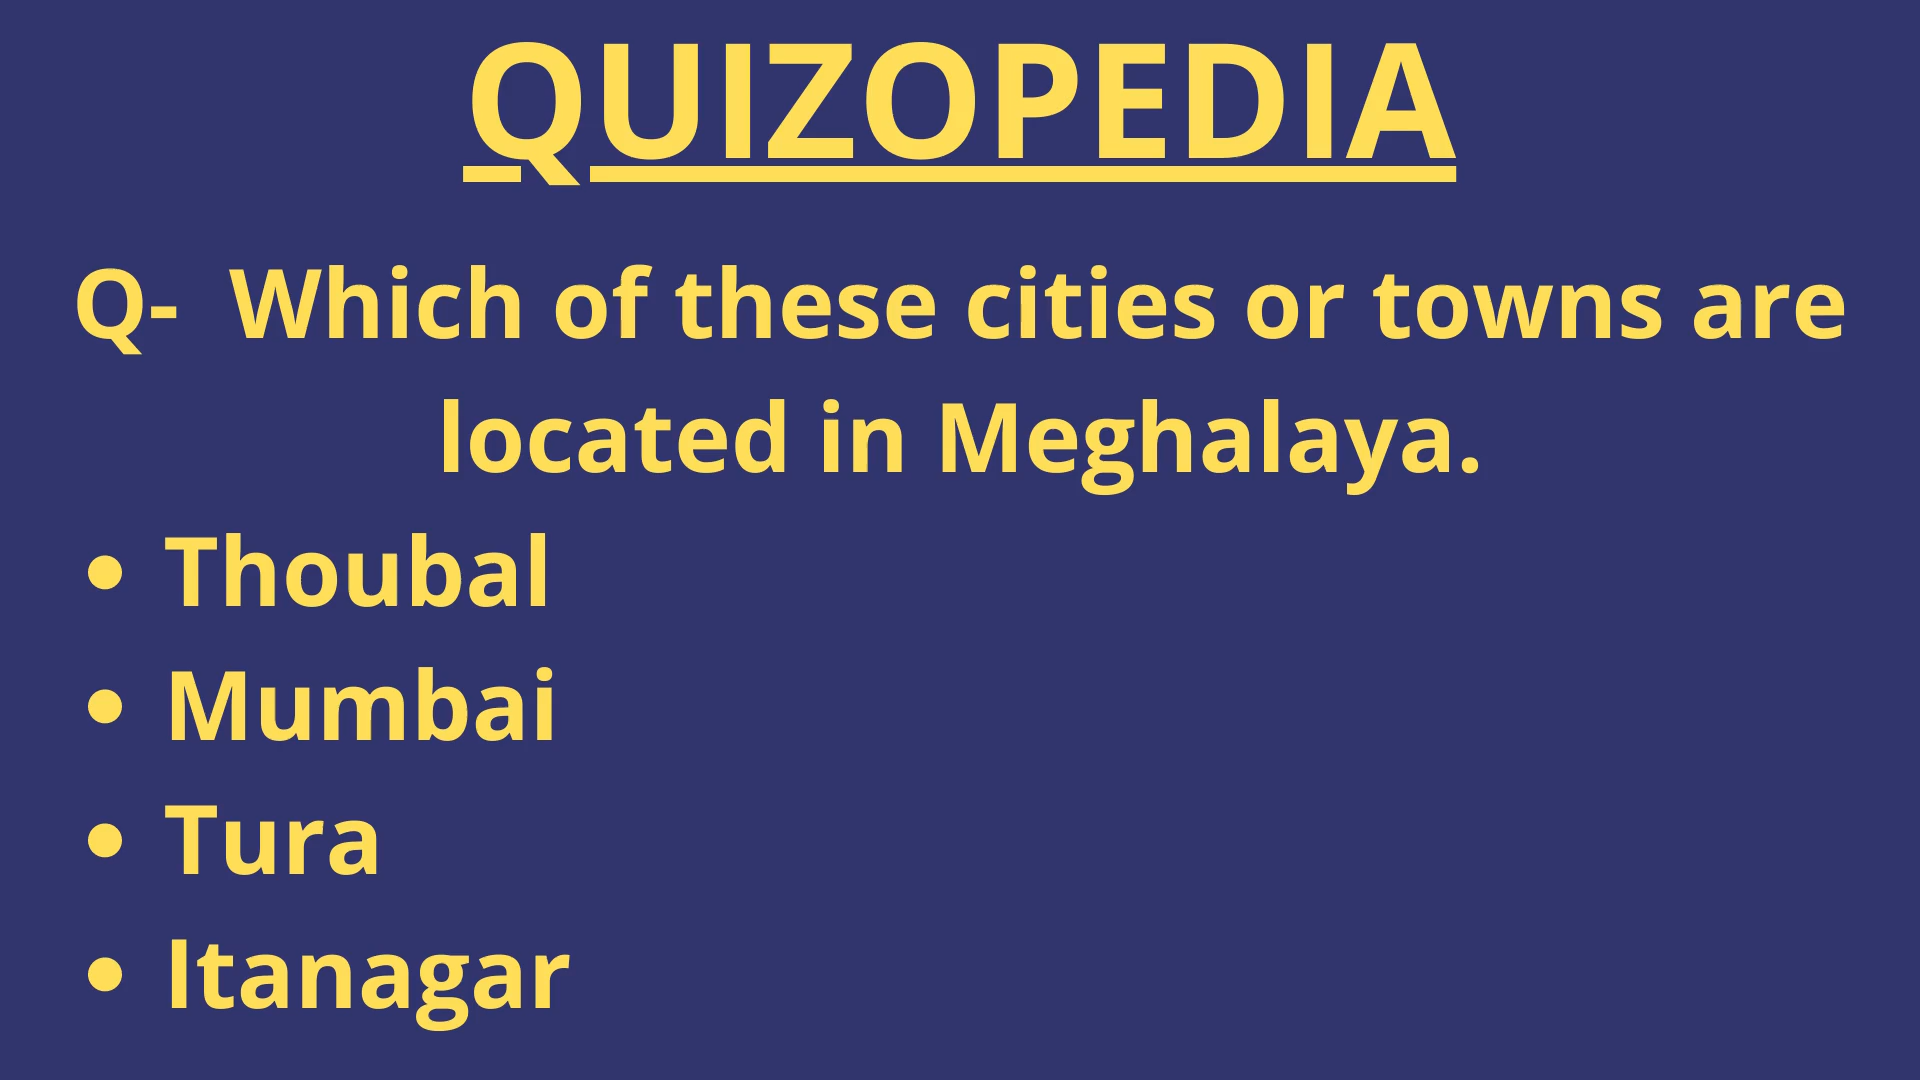 QUIZOPEDIA
Q-  Which of these cities or towns are
located in Meghalaya.
• Thoubal
• Mumbai
• Tura
• Itanagar